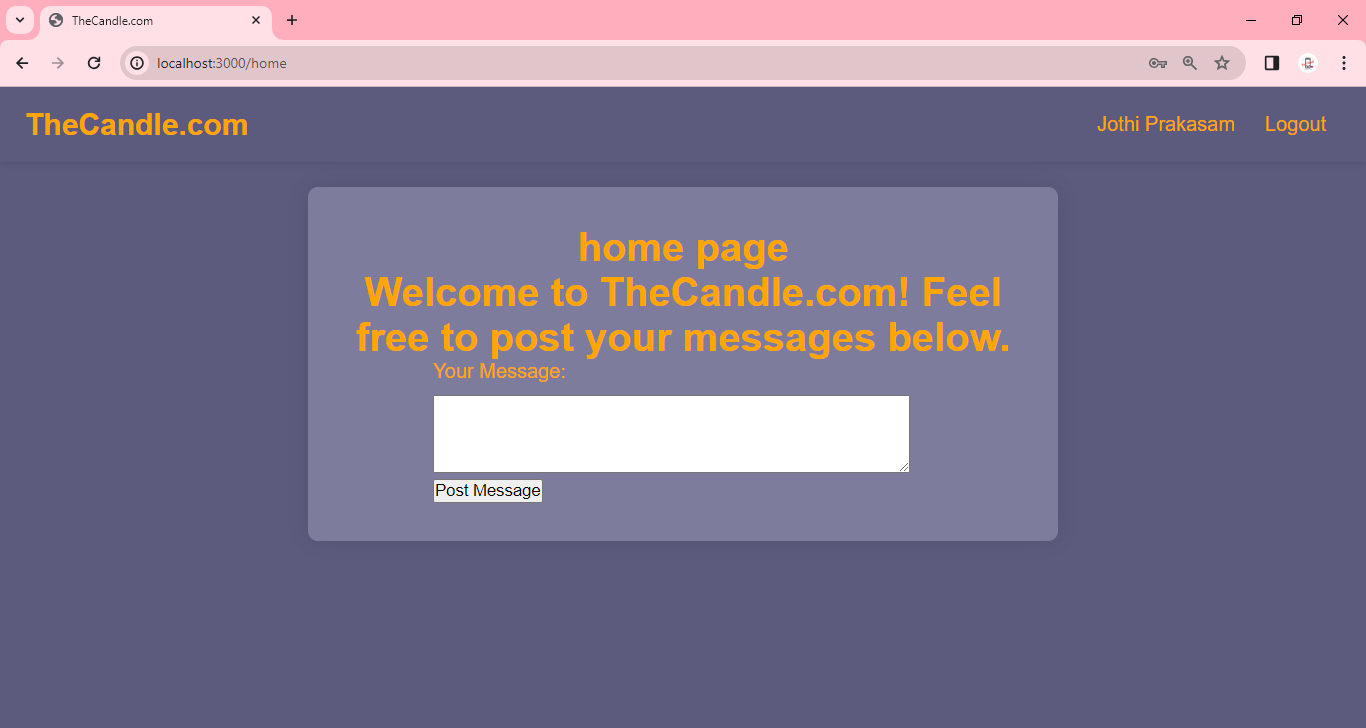 TheCandle.com
localhost:3000/home
TheCandle.com
Jothi Prakasam
Logout
home page
Welcome to TheCandle.com! Feel
free to post your messages below.
Your Message:
Post Message